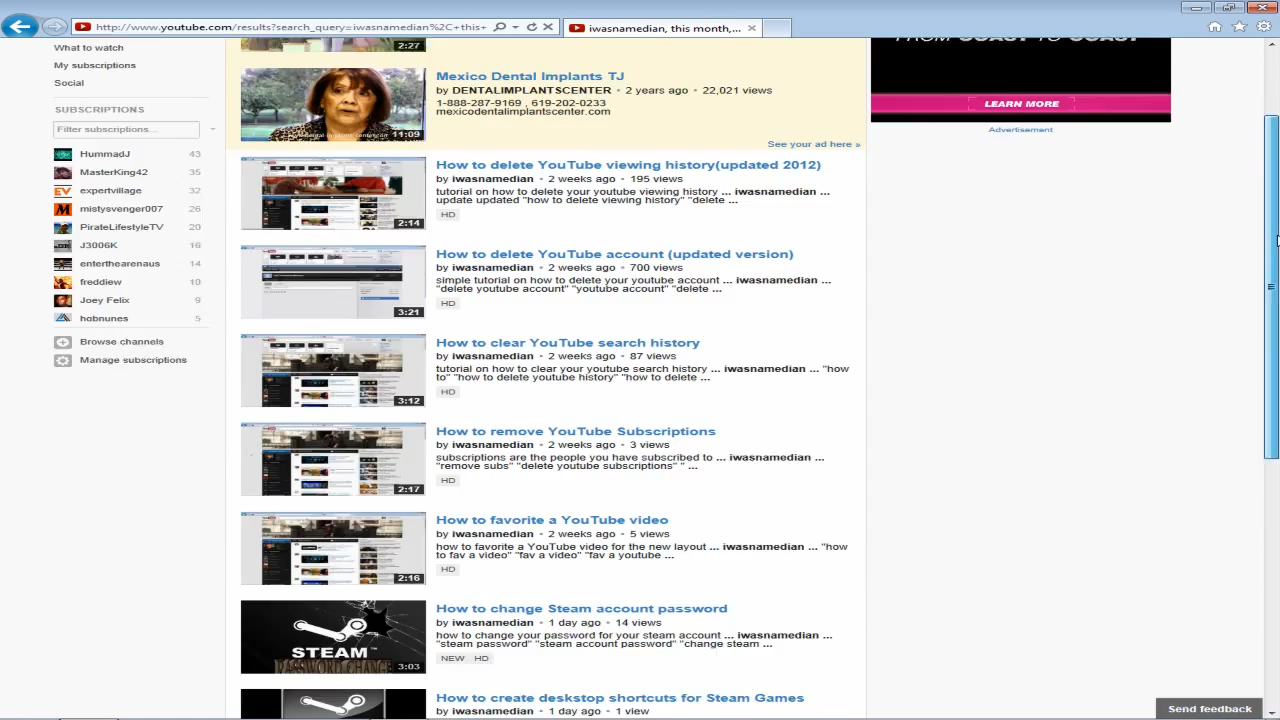 http://www.youtube.com/results?search_query=iwasnamedian%2C+this+
iwasnamedian, this month,...
What to watch
My subscriptions
Social
SUBSCRIPTIONS
Filter subscriptions...
HummadJ 43
MasterKing42 35
expertvillage 32
26
PirateLifestyleTV 20
J3006K 16
enterthearenaus 14
freddiew 10
Joey Felix 9
hobnunes 5
Browse channels
Manage subscriptions
2:27
Mexico Dental Implants TJ
by DENTALIMPLANTSCENTER • 2 years ago • 22,021 views
1-888-287-9169 , 619-202-0233
mexicodentalimplantscenter.com
11:09
See your ad here »
How to delete YouTube viewing history(updated 2012)
by iwasnamedian • 2 weeks ago • 195 views
tutorial on how to delete your youtube viewing history ... iwasnamedian ...
update updated "how to delete viewing history" "delete ...
HD
2:14
How to delete YouTube account (updated version)
by iwasnamedian • 2 weeks ago • 700 views
simple tutorial on how to delete your youtube account ... iwasnamedian ...
"delete youtube account" "youtube account" "delete ...
HD
3:21
How to clear YouTube search history
by iwasnamedian • 2 weeks ago • 87 views
tutorial on how to delete your youtube search history ... iwasnamedian ... "how
to" "how to delete youtube history" "how to delete ...
HD
3:12
How to remove YouTube Subscriptions
by iwasnamedian • 2 weeks ago • 3 views
subscriptions are the people you have subscribed to ... iwasnamedian ...
"remove subs" "delete youtube subscriptions" " ...
HD
2:17
How to favorite a YouTube video
by iwasnamedian • 2 weeks ago • 5 views
how to favorite a YouTube video for the new layout ... iwasnamedian ... "how
to fav a video" "fav a video" "fav a youtube ...
HD
2:16
How to change Steam account password
by iwasnamedian • 1 day ago • 14 views
how to change your password for your steam account ... iwasnamedian ...
"steam password" "steam account password" "change steam ...
NEW HD
STEAM™
PASSWORD CHANGE
3:03
How to create deskstop shortcuts for Steam Games
by iwasnamedian • 1 day ago • 1 view
LEARN MORE
Advertisement
Send feedback